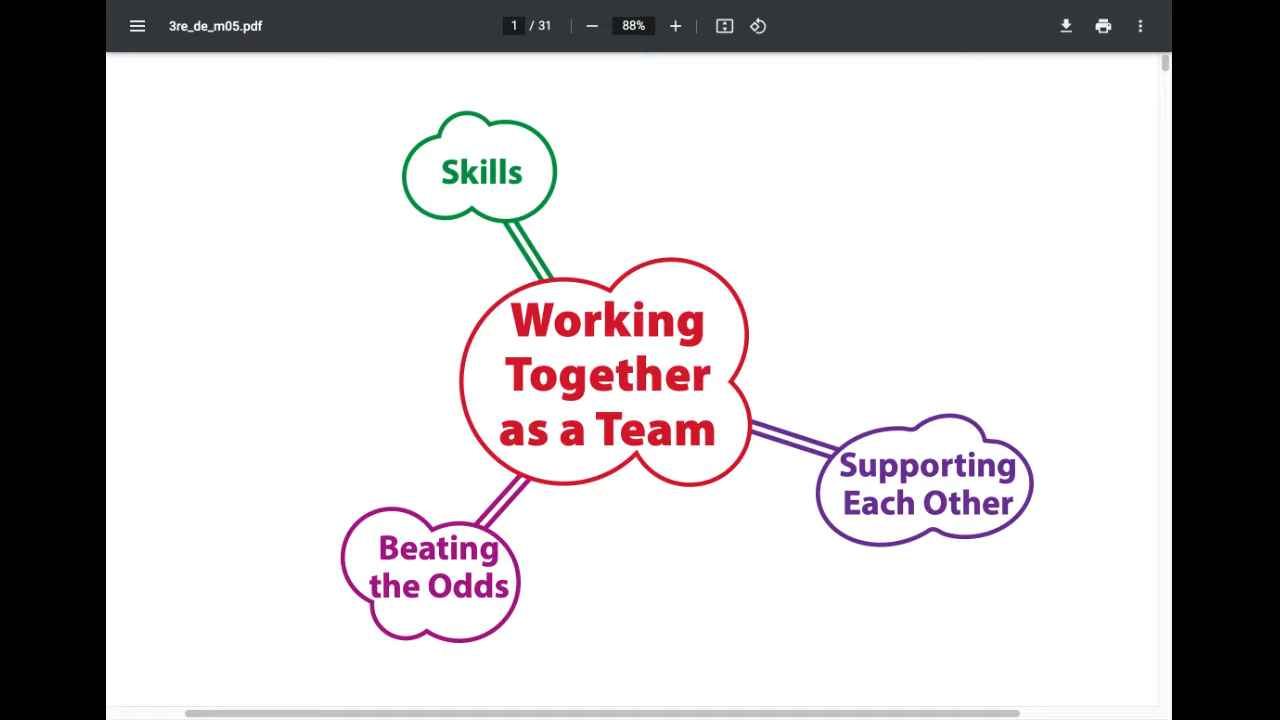 3re_de_m05.pdf
1 / 31
88%
Skills
Working
Together
as a Team
Supporting
Each Other
Beating
the Odds